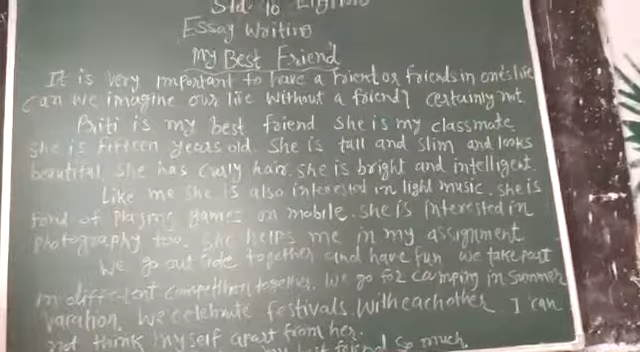 Std 10 English
Essay Writing
My Best Friend
It is very important to have a friend or friends in one's life
can we imagine our life without a friend? certainly not
Priti is my best friend she is my classmate
she is fifteen years old. she is tall and slim and looks
beautiful. she has curly hair. she is bright and intelligent.
Like me she is also interested in light music. she is
fond of playing games on mobile. she is interested in
photography too. she helps me in my assignment
We go out side together and have fun we take part
in different competition together. we go for camping in summer
vacation. we celebrate festivals with each other. I can
not think myself apart from her.
my best friend so much.